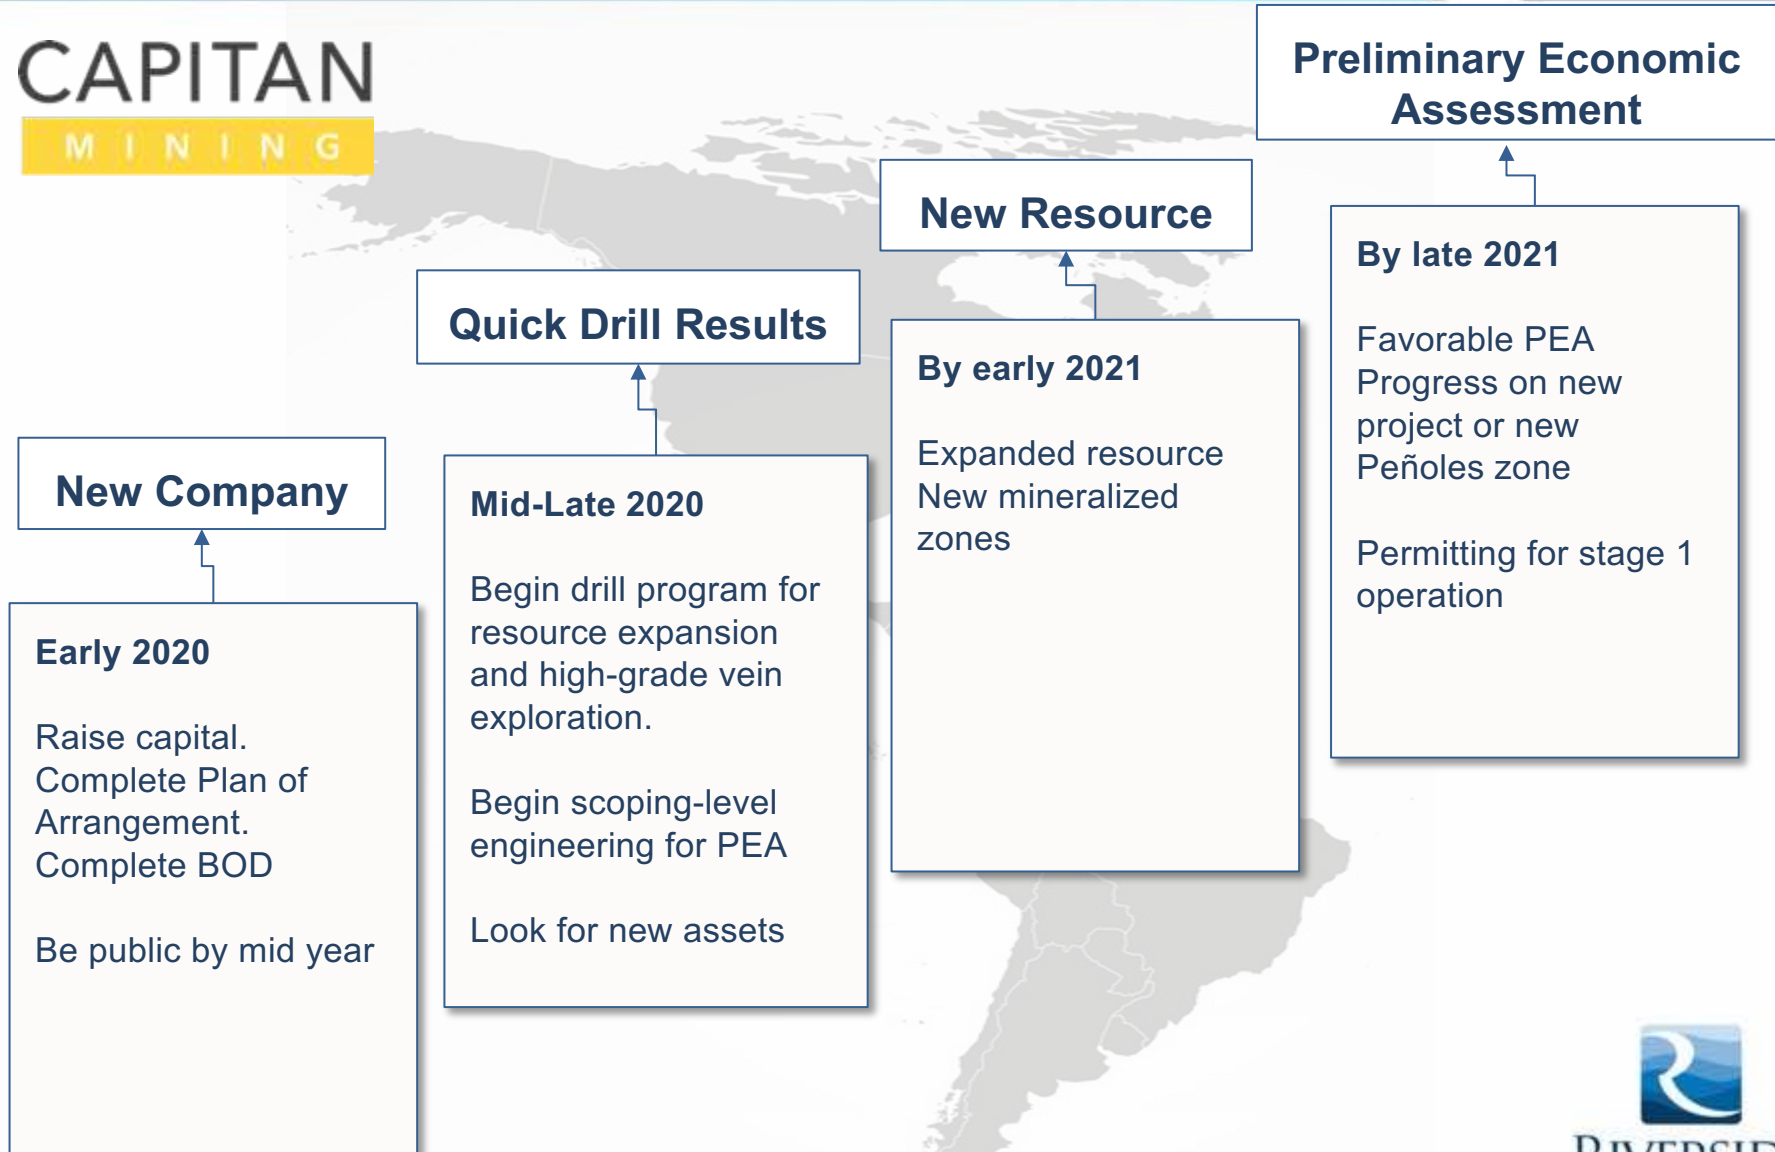 CAPITAN
MINING
New Company
Early 2020
Raise capital.
Complete Plan of
Arrangement.
Complete BOD
Be public by mid year
Quick Drill Results
Mid-Late 2020
Begin drill program for
resource expansion
and high-grade vein
exploration.
Begin scoping-level
engineering for PEA
Look for new assets
New Resource
By early 2021
Expanded resource
New mineralized
zones
Preliminary Economic
Assessment
By late 2021
Favorable PEA
Progress on new
project or new
Peñoles zone
Permitting for stage 1
operation